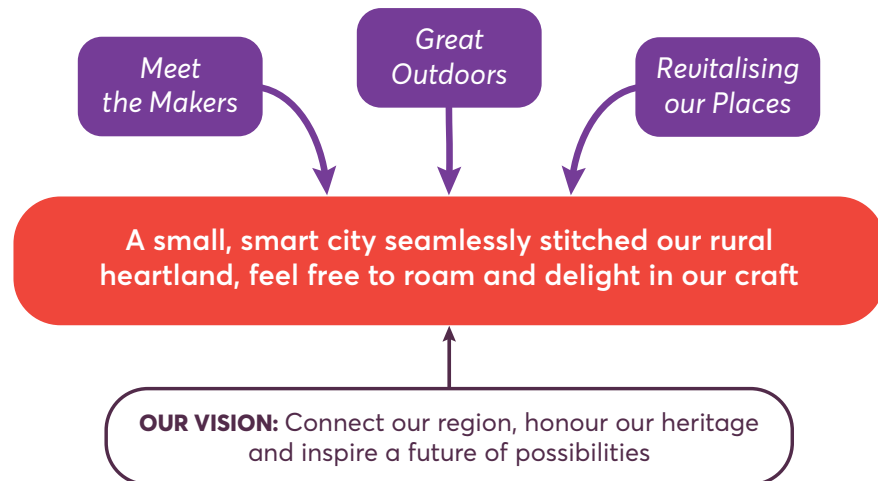 Meet
the Makers
Great
Outdoors
Revitalising
our Places
A small, smart city seamlessly stitched our rural
heartland, feel free to roam and delight in our craft
OUR VISION: Connect our region, honour our heritage
and inspire a future of possibilities